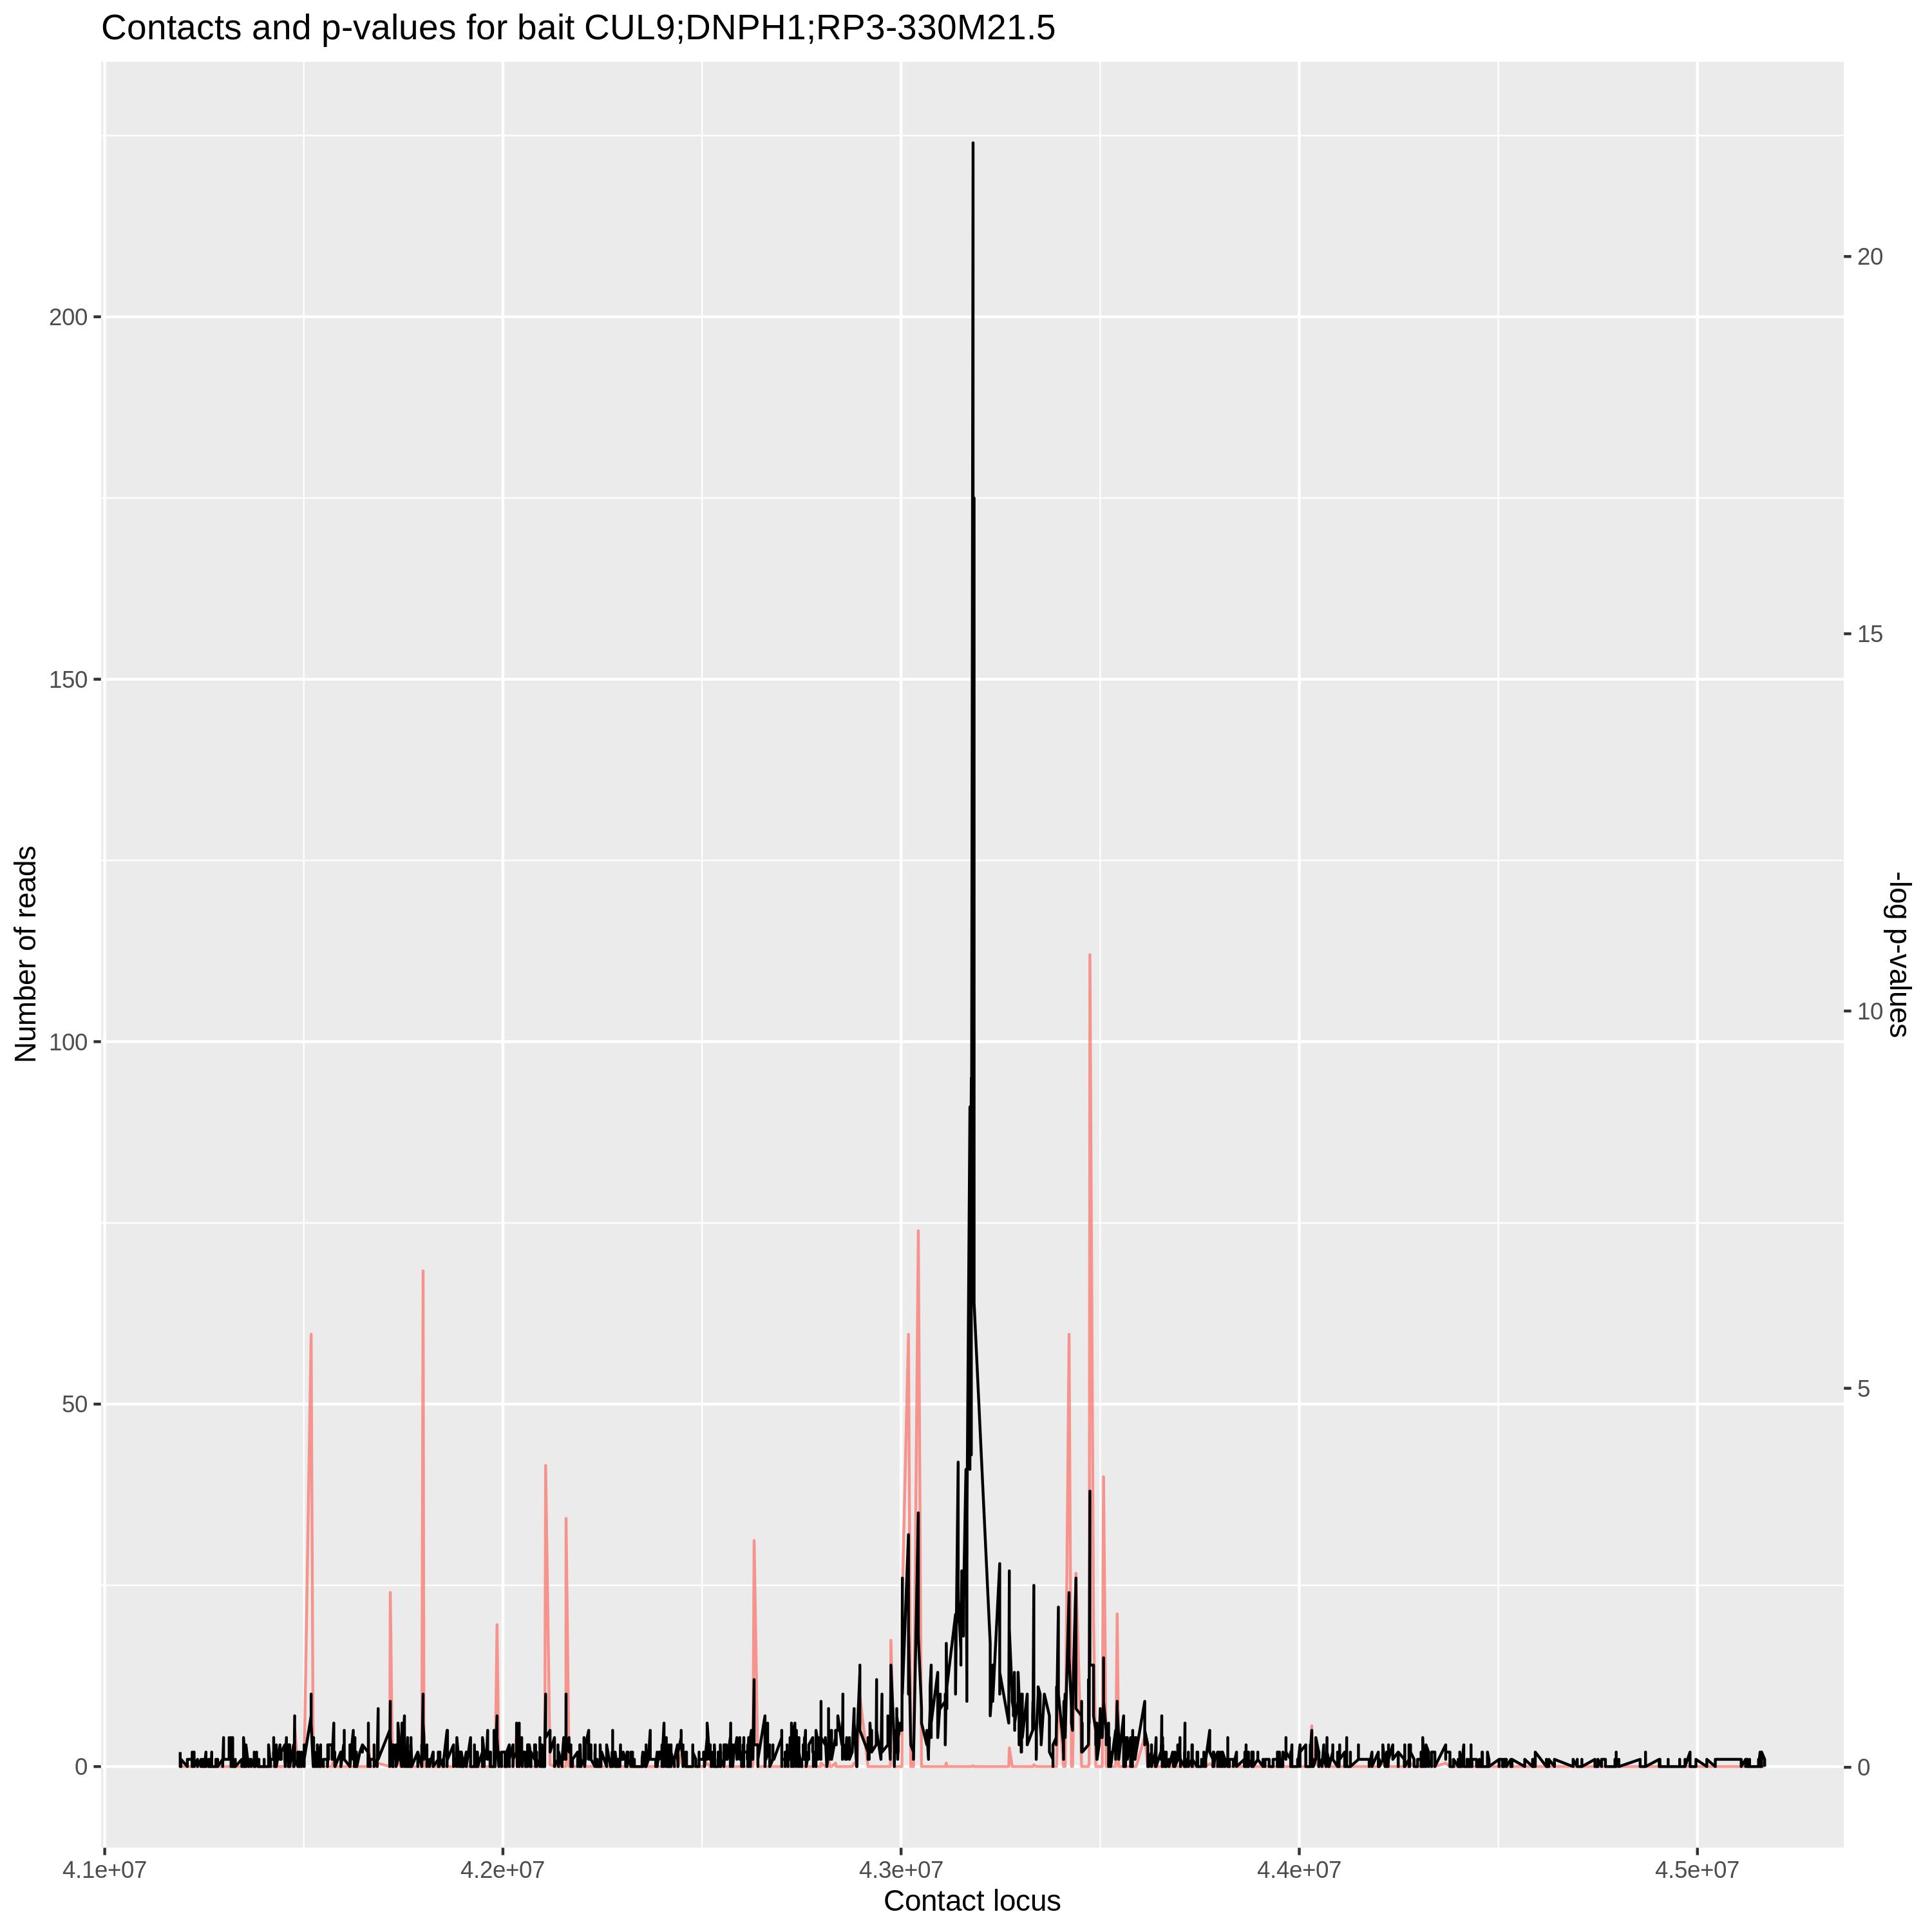 Contacts and p-values for bait CUL9;DNPH1;RP3-330M21.5
200
150
100
50
0
Number of reads
20
15
10
5
0
-log p-values
4.1e+07
4.2e+07
4.3e+07
4.4e+07
4.5e+07
Contact locus